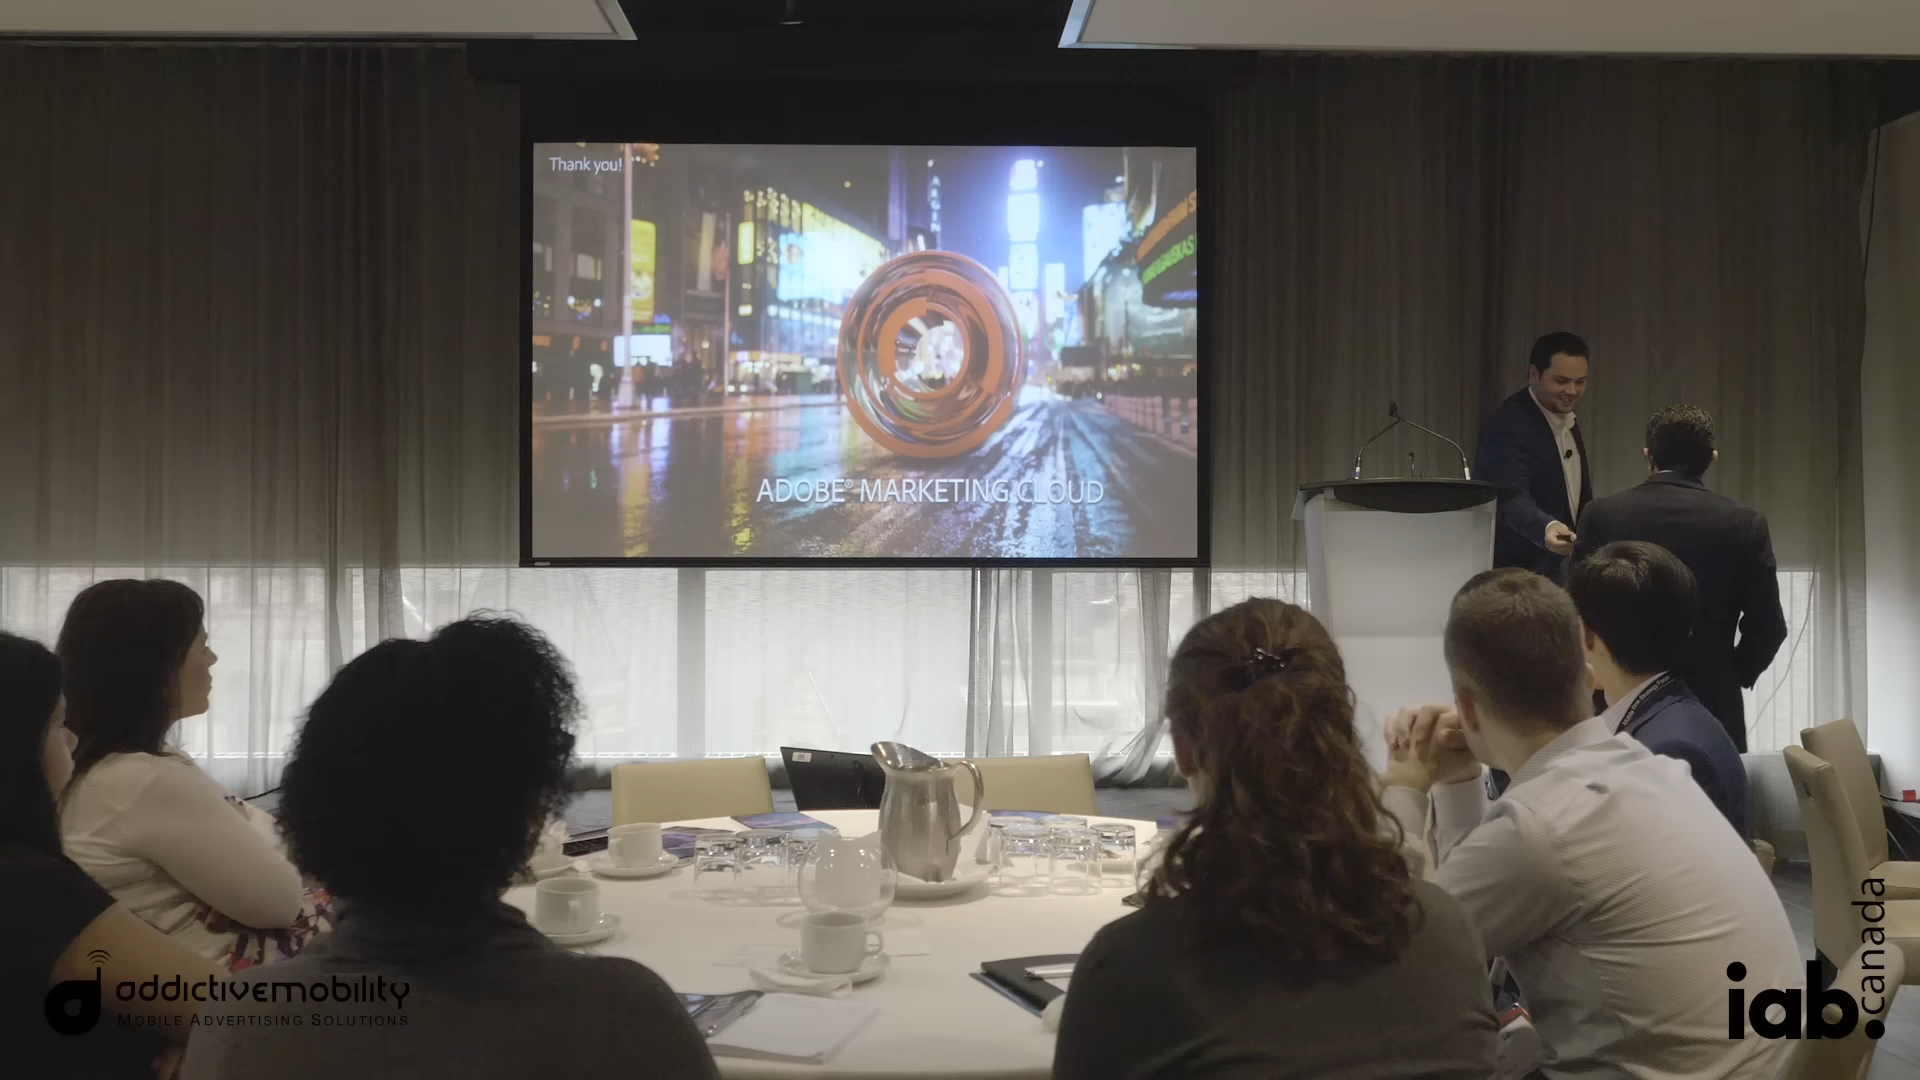 Thank you!
ADOBE® MARKETING CLOUD
addictivemobility
MOBILE ADVERTISING SOLUTIONS
iab.
canada